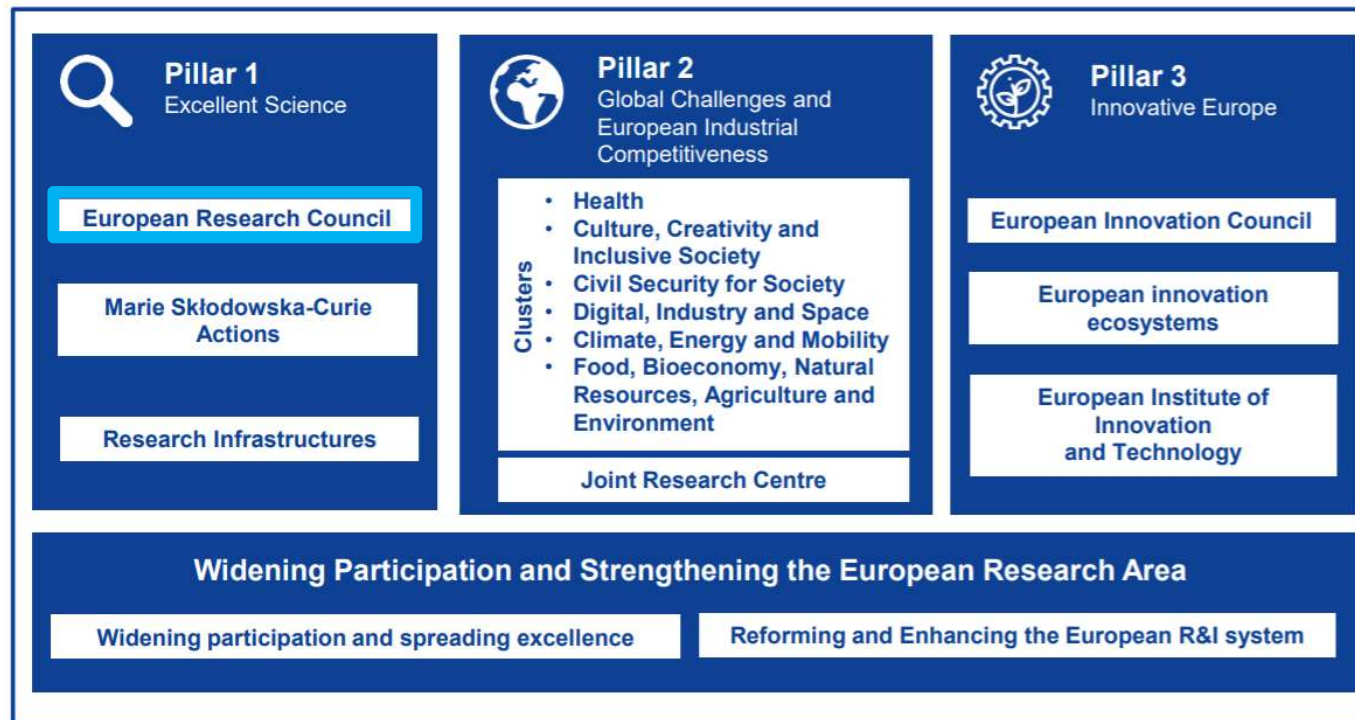 Pillar 1
Excellent Science
European Research Council
Marie Skłodowska-Curie
Actions
Research Infrastructures
Pillar 2
Global Challenges and
European Industrial
Competitiveness
Clusters
• Health
• Culture, Creativity and
Inclusive Society
• Civil Security for Society
• Digital, Industry and Space
• Climate, Energy and Mobility
• Food, Bioeconomy, Natural
Resources, Agriculture and
Environment
Joint Research Centre
Pillar 3
Innovative Europe
European Innovation Council
European innovation
ecosystems
European Institute of
Innovation
and Technology
Widening Participation and Strengthening the European Research Area
Widening participation and spreading excellence
Reforming and Enhancing the European R&I system